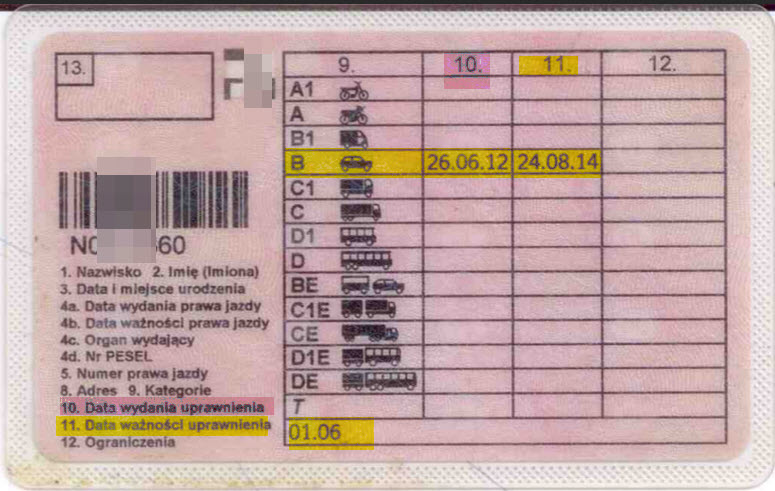 13.
9. 10. 11. 12.
A1
A
B1
B 26.06.12 24.08.14
C1
C
D1
D
BE
C1E
CE
D1E
DE
T
01.06
1. Nazwisko 2. Imię (Imiona)
3. Data i miejsce urodzenia
4a. Data wydania prawa jazdy
4b. Data ważności prawa jazdy
4c. Organ wydający
4d. Nr PESEL
5. Numer prawa jazdy
8. Adres 9. Kategorie
10. Data wydania uprawnienia
11. Data ważności uprawnienia
12. Ograniczenia